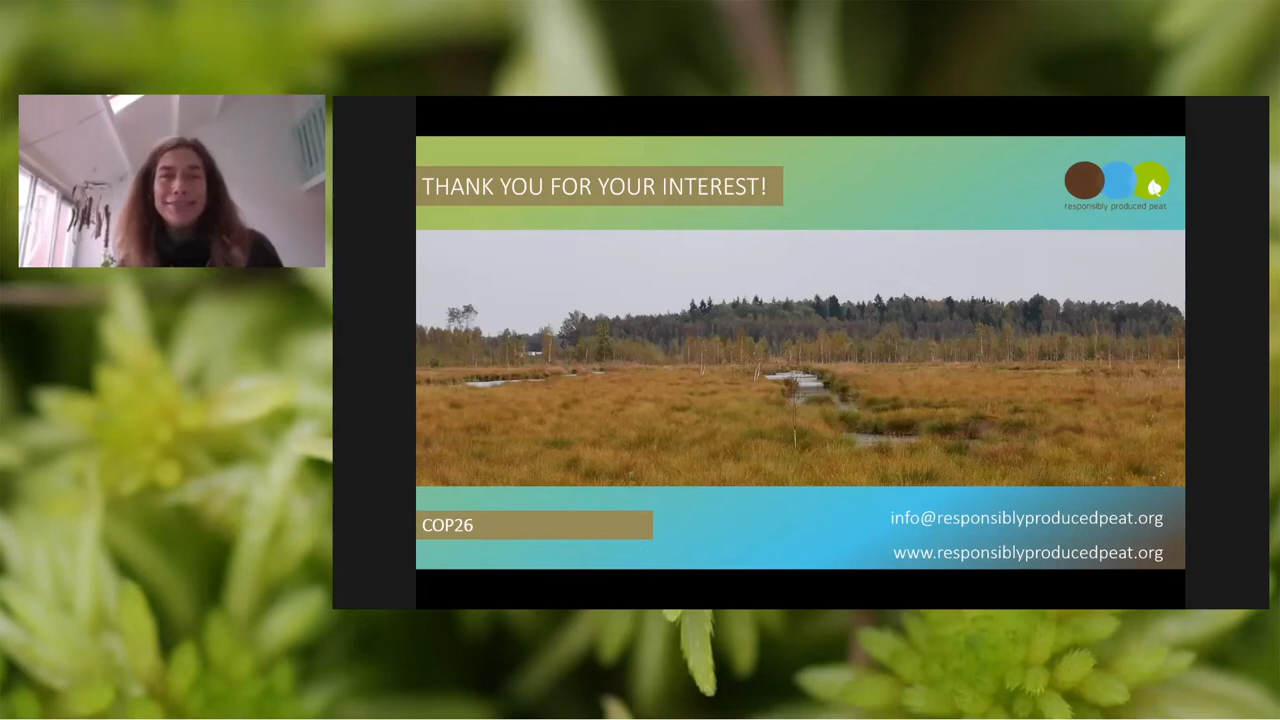 THANK YOU FOR YOUR INTEREST!
responsibly produced peat
COP26
info@responsiblyproducedpeat.org
www.responsiblyproducedpeat.org